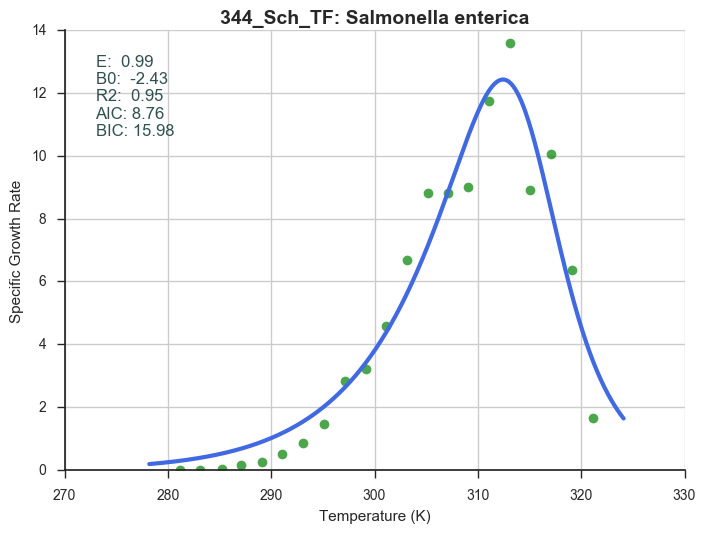 344_Sch_TF: Salmonella enterica
E:  0.99
B0:  -2.43
R2:  0.95
AIC: 8.76
BIC: 15.98
Specific Growth Rate
14
12
10
8
6
4
2
0
270 280 290 300 310 320 330
Temperature (K)